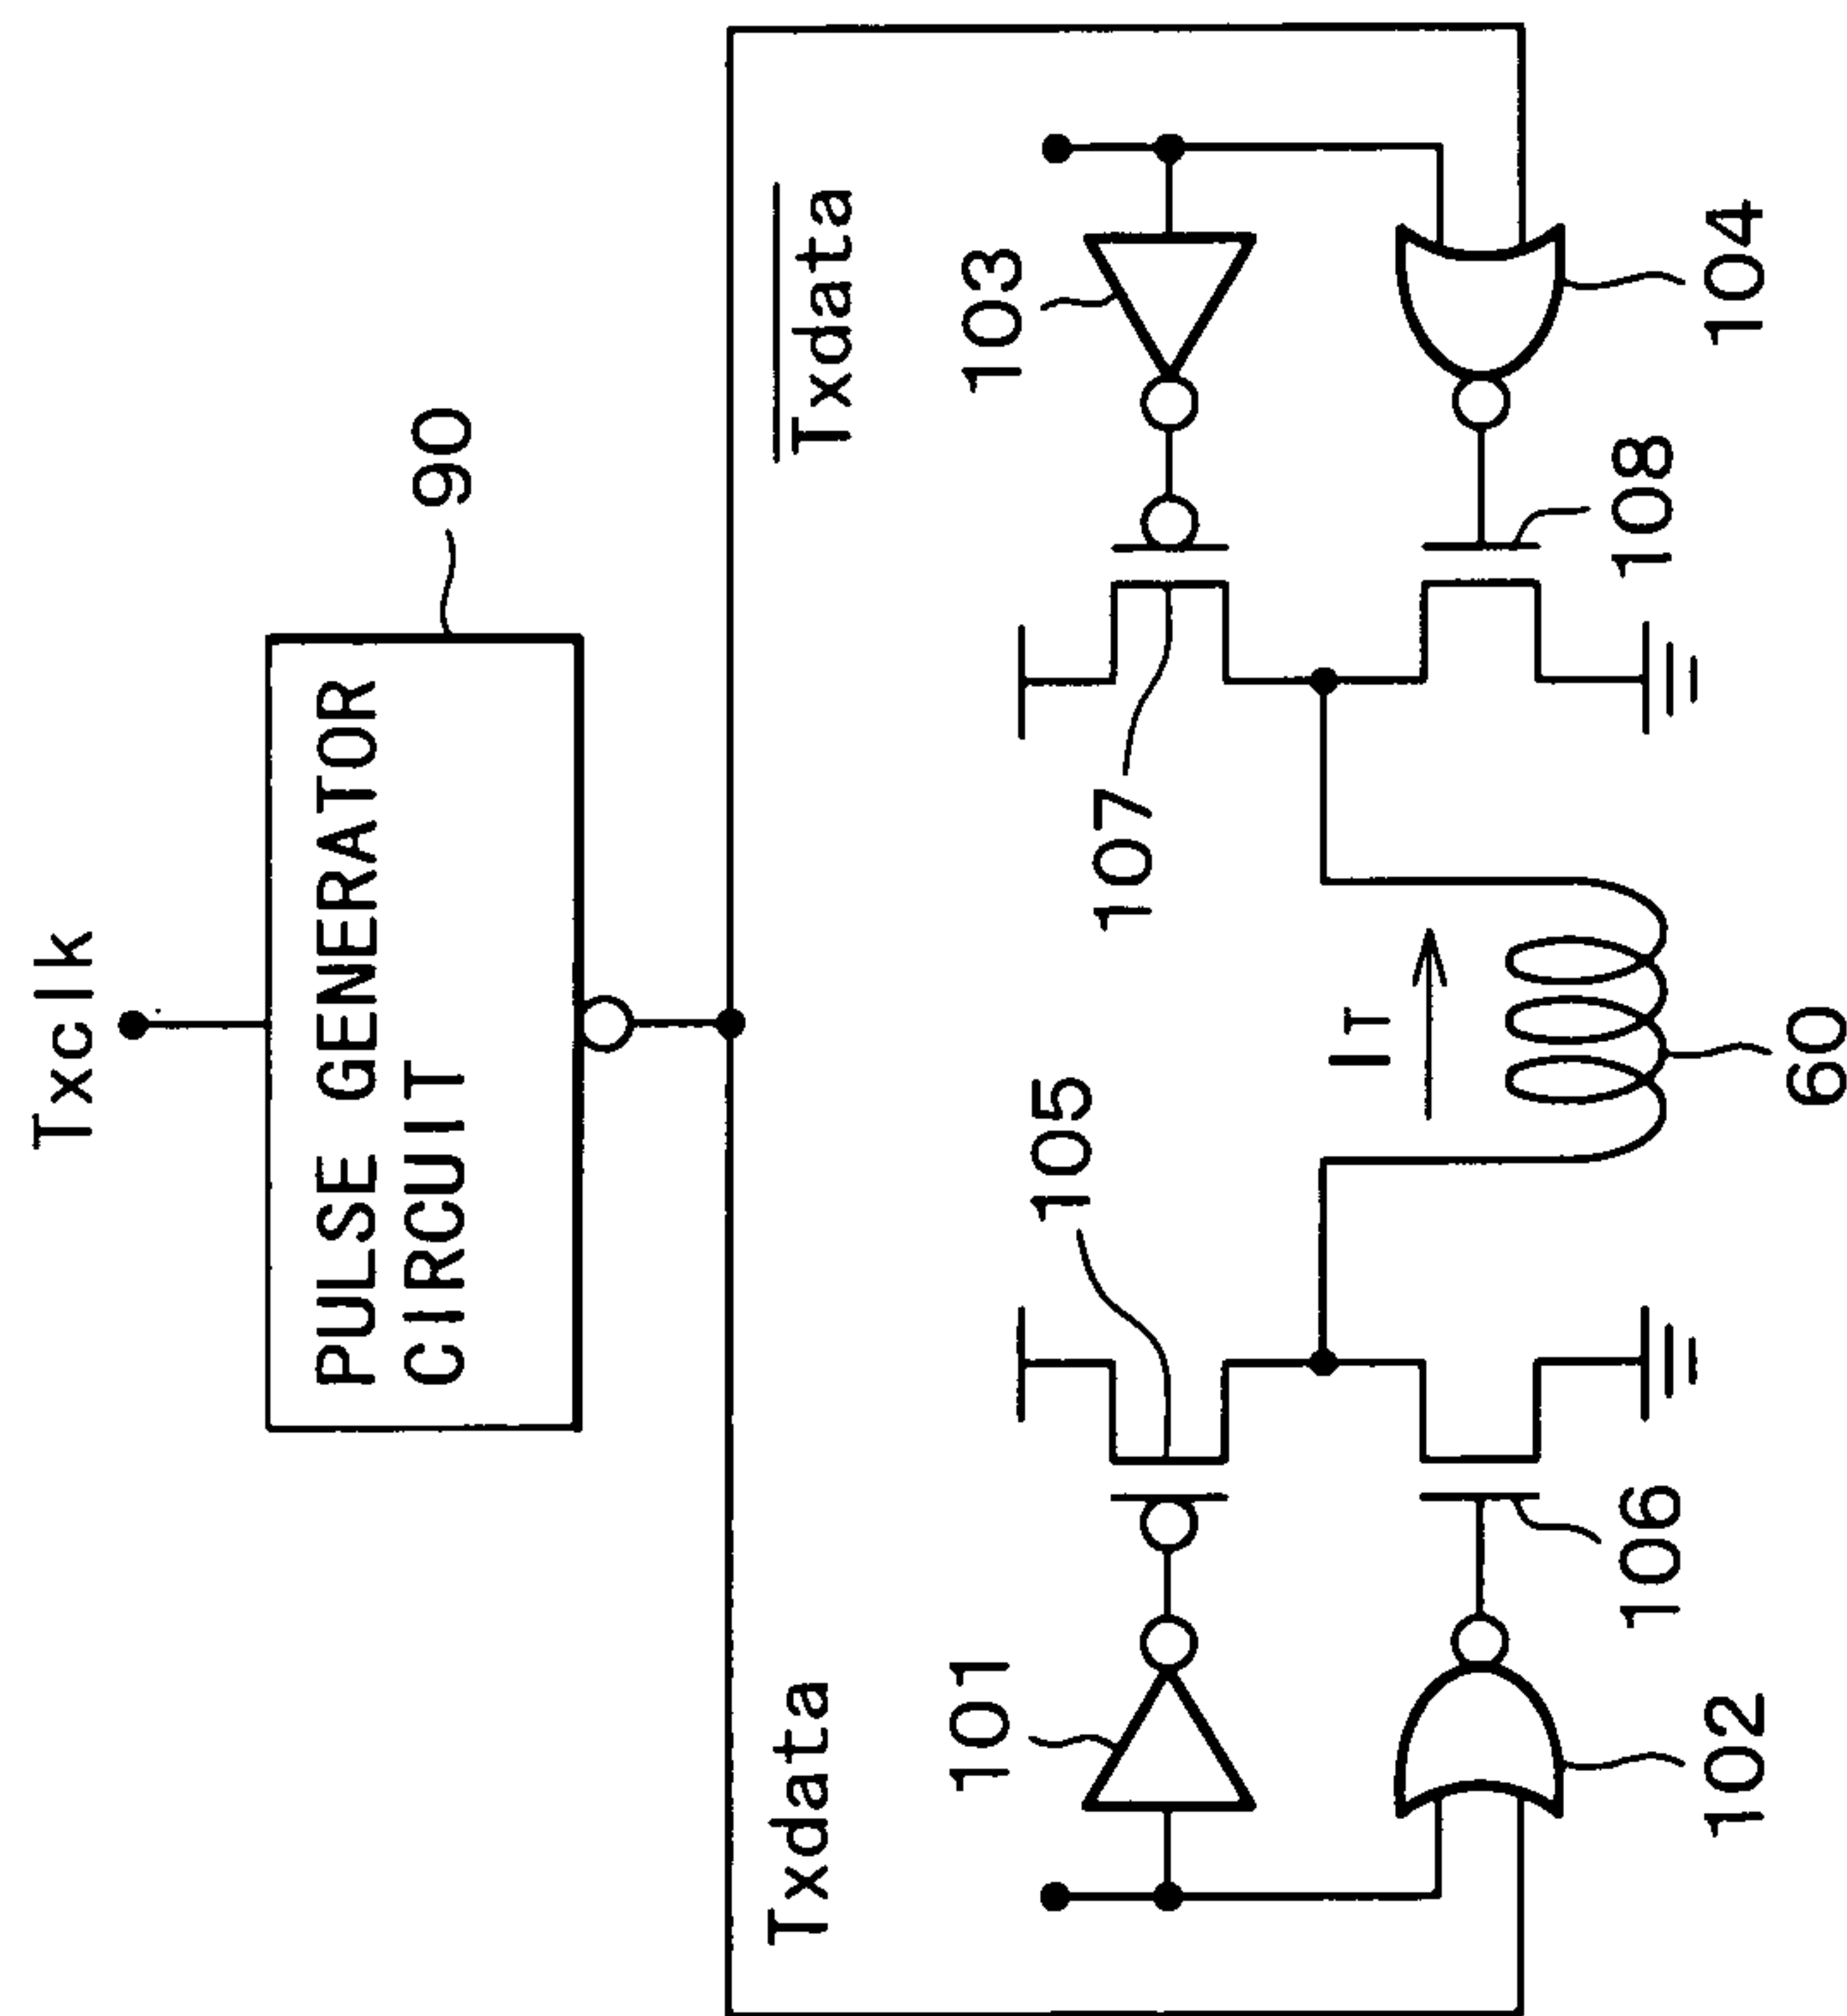 Txclk
PULSE GENERATOR
CIRCUIT
90
Txdata
Txdata
101
105
107
103
IT
102
106
60
108
104